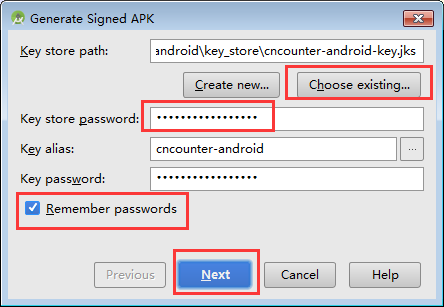 Generate Signed APK
Key store path: android\key_store\cncounter-android-key.jks
Create new... Choose existing...
Key store password: •••••••••••••••••
Key alias: cncounter-android ...
Key password: •••••••••••••••••
Remember passwords
Previous Next Cancel Help